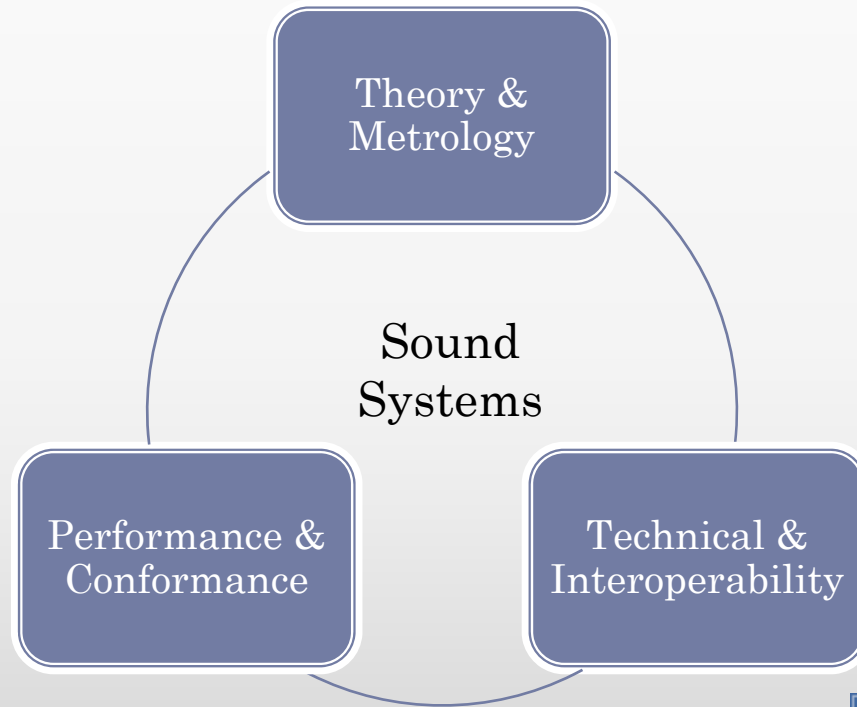 Theory &
Metrology
Sound
Systems
Performance &
Conformance
Technical &
Interoperability